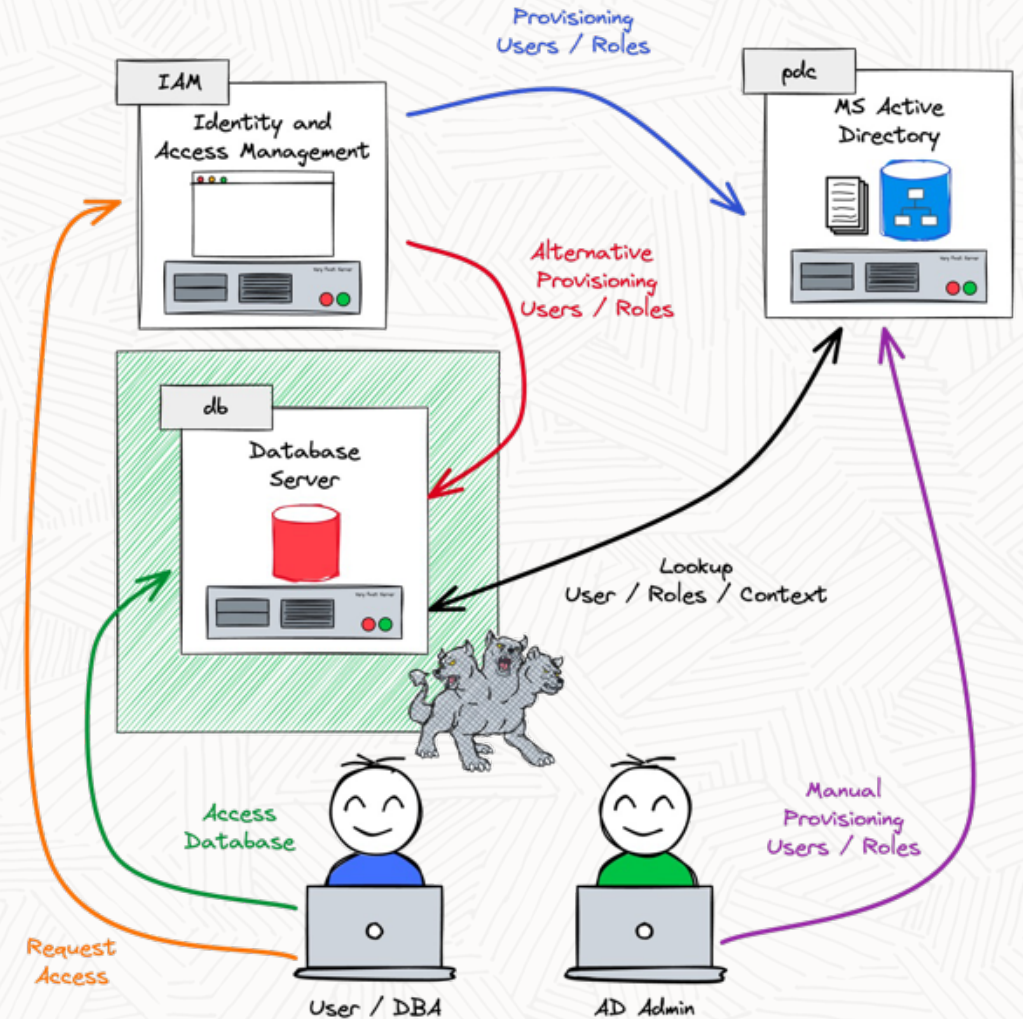 Provisioning
Users / Roles
IAM
Identity and
Access Management
pdc
MS Active
Directory
Alternative
Provisioning
Users / Roles
db
Database
Server
Lookup
User / Roles / Context
Access
Database
Manual
Provisioning
Users / Roles
Request
Access
User / DBA
AD Admin